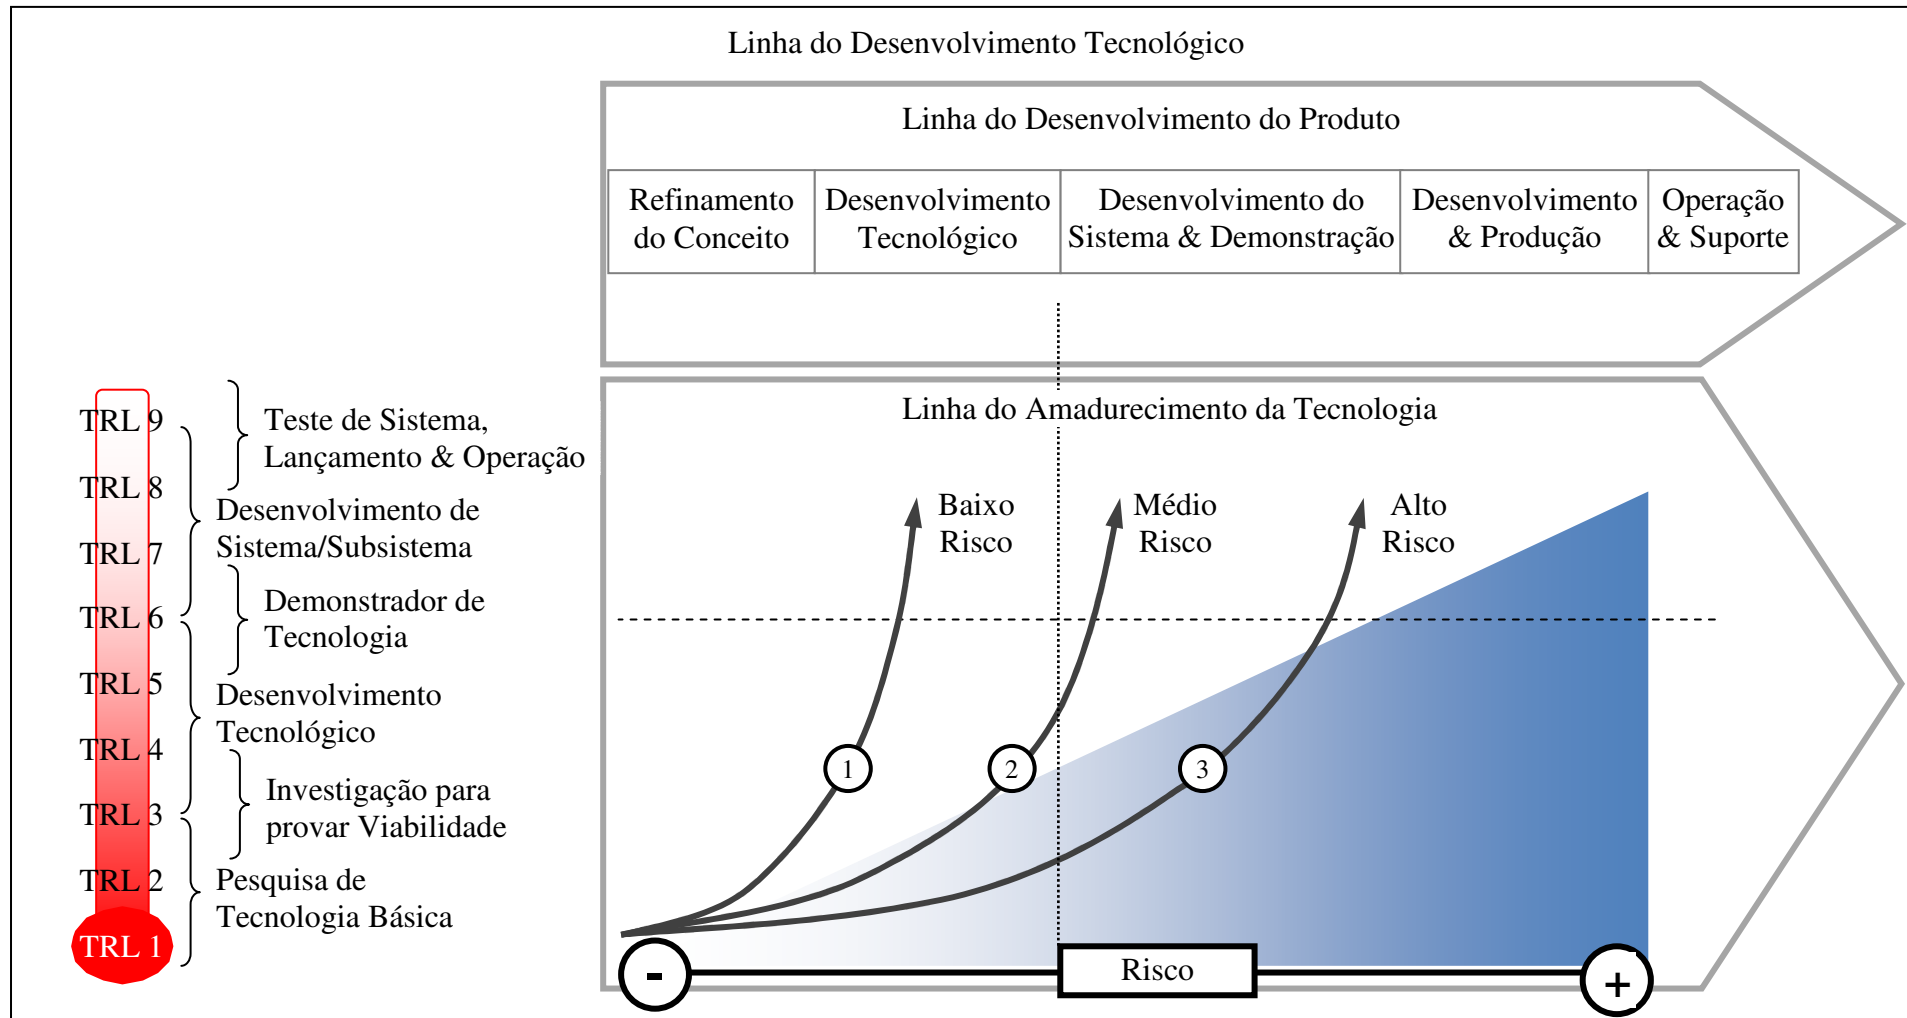 Linha do Desenvolvimento Tecnológico
Linha do Desenvolvimento do Produto
Refinamento
do Conceito
Desenvolvimento
Tecnológico
Desenvolvimento do
Sistema & Demonstração
Desenvolvimento
& Produção
Operação
& Suporte
Linha do Amadurecimento da Tecnologia
TRL 9
TRL 8
TRL 7
TRL 6
TRL 5
TRL 4
TRL 3
TRL 2
TRL 1
Teste de Sistema,
Lançamento & Operação
Desenvolvimento de
Sistema/Subsistema
Demonstrador de
Tecnologia
Desenvolvimento
Tecnológico
Investigação para
provar Viabilidade
Pesquisa de
Tecnologia Básica
Baixo
Risco
Médio
Risco
Alto
Risco
1
2
3
-
Risco
+